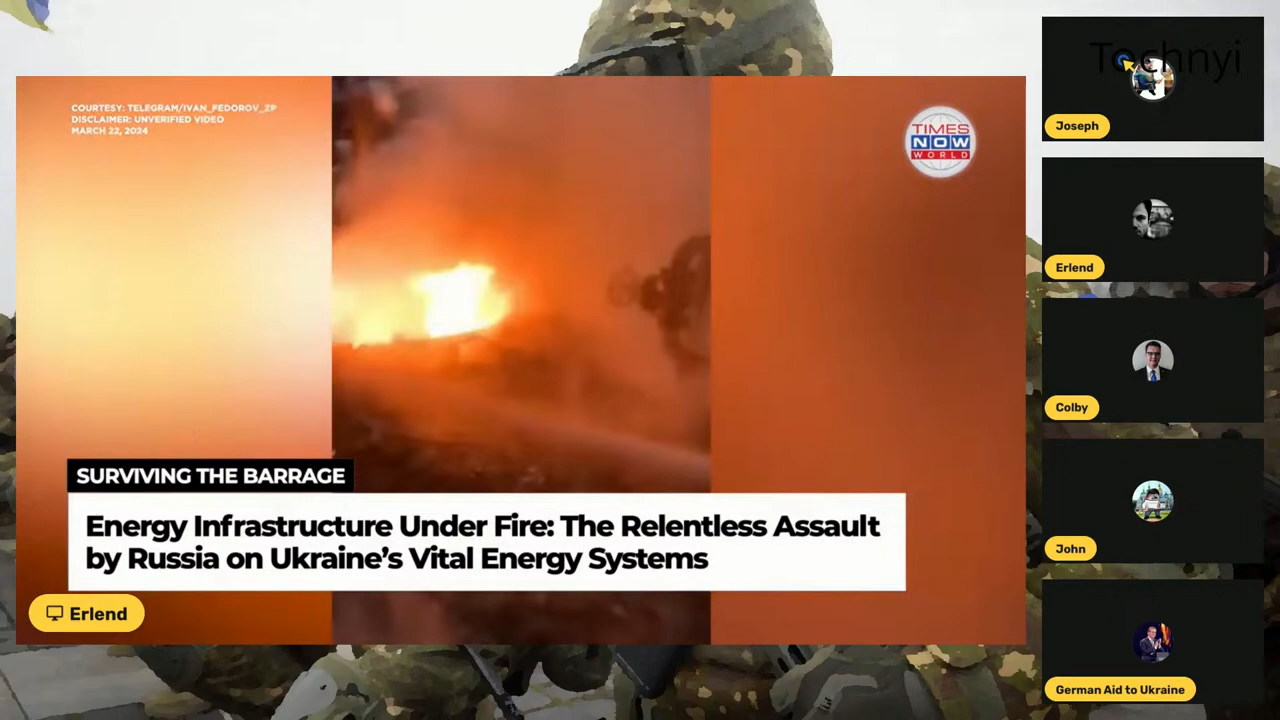 COURTESY: TELEGRAM/IVAN_FEDOROV_ZP
DISCLAIMER: UNVERIFIED VIDEO
MARCH 22, 2024
TIMES
NOW
WORLD
SURVIVING THE BARRAGE
Energy Infrastructure Under Fire: The Relentless Assault
by Russia on Ukraine’s Vital Energy Systems
Erlend
Technyi
Joseph
Erlend
Colby
John
German Aid to Ukraine